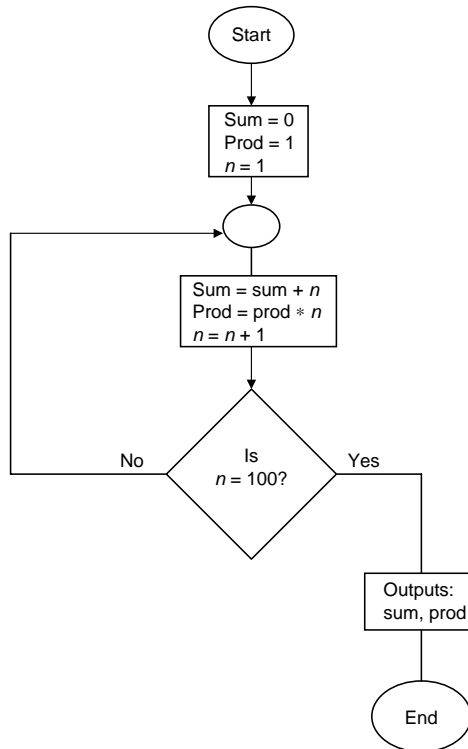 Start
Sum = 0
Prod = 1
n = 1
Sum = sum + n
Prod = prod * n
n = n + 1
Is
n = 100?
No
Yes
Outputs:
sum, prod
End